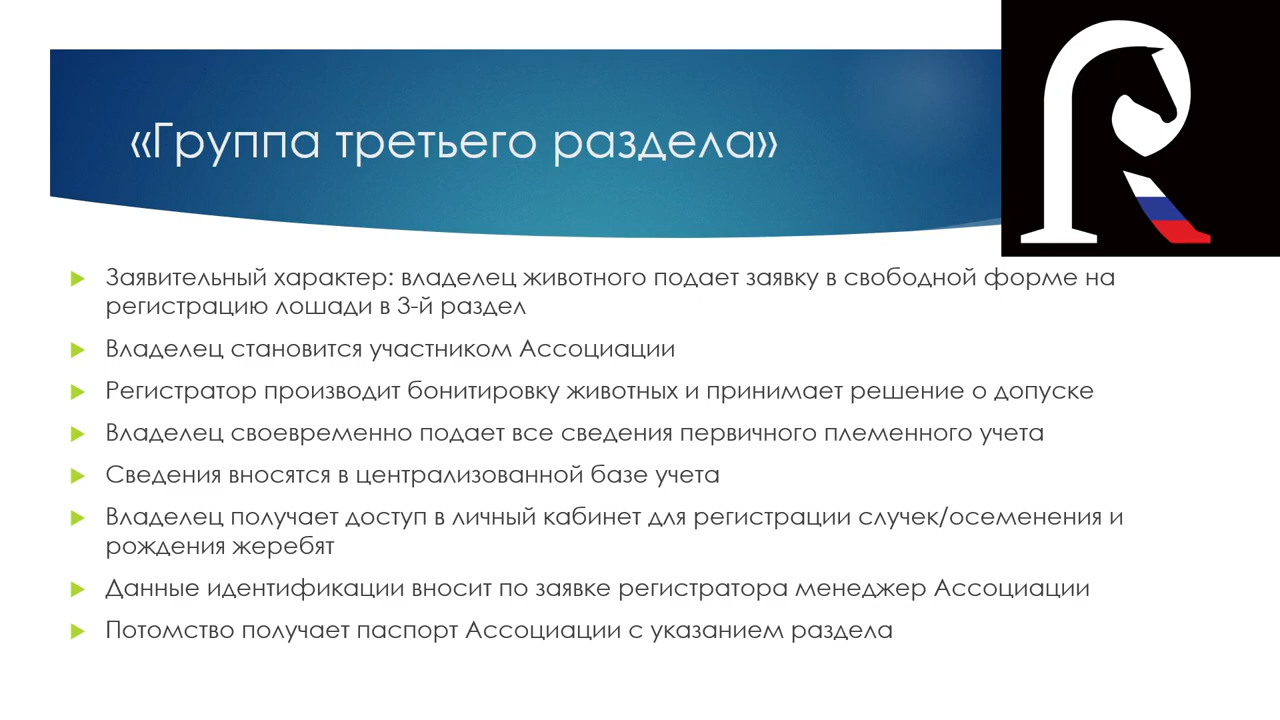 «Группа третьего раздела»
Заявительный характер: владелец животного подает заявку в свободной форме на
регистрацию лошади в 3-й раздел
Владелец становится участником Ассоциации
Регистратор производит бонитировку животных и принимает решение о допуске
Владелец своевременно подает все сведения первичного племенного учета
Сведения вносятся в централизованной базе учета
Владелец получает доступ в личный кабинет для регистрации случек/осеменения и
рождения жеребят
Данные идентификации вносит по заявке регистратора менеджер Ассоциации
Потомство получает паспорт Ассоциации с указанием раздела